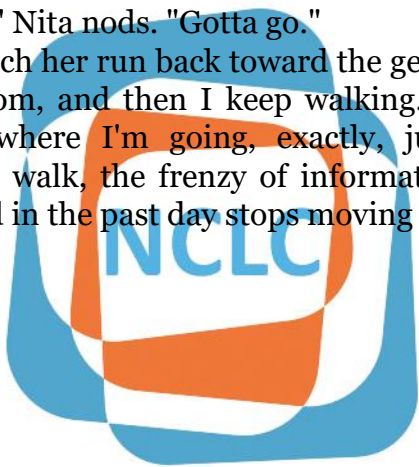 " Nita nods. "Gotta go."
ch her run back toward the ge
om, and then I keep walking.
where I'm going, exactly, ju
walk, the frenzy of informat
l in the past day stops moving
NCLC